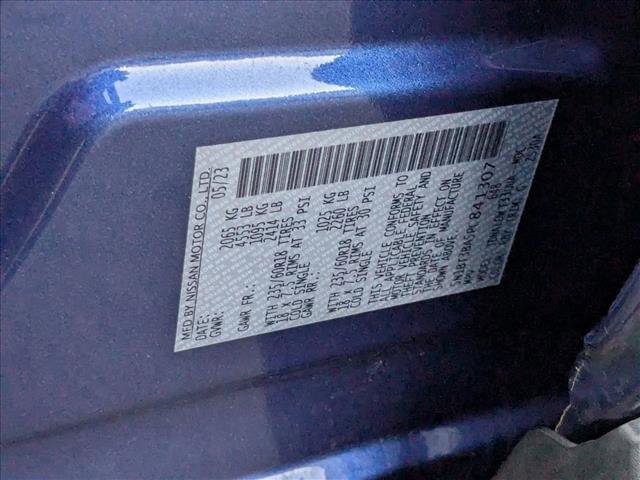 MFD BY NISSAN MOTOR CO., LTD.
DATE: 05/23
GVWR: 2065 KG
4553 LB
GAWR FR.: 1095 KG
2414 LB
WITH 235/60R18 TIRES
18 X 7.5 RIMS AT 33 PSI
COLD SINGLE
GAWR RR.: 1025 KG
2260 LB
WITH 235/60R18 TIRES
18 X 7.5 RIMS AT 30 PSI
COLD SINGLE
THIS VEHICLE CONFORMS TO
ALL APPLICABLE FEDERAL
MOTOR VEHICLE SAFETY AND
THEFT PREVENTION
STANDARDS IN EFFECT
ON THE DATE OF MANUFACTURE
SHOWN ABOVE.
841307
MPV
MODEL
COLOR TRIM G